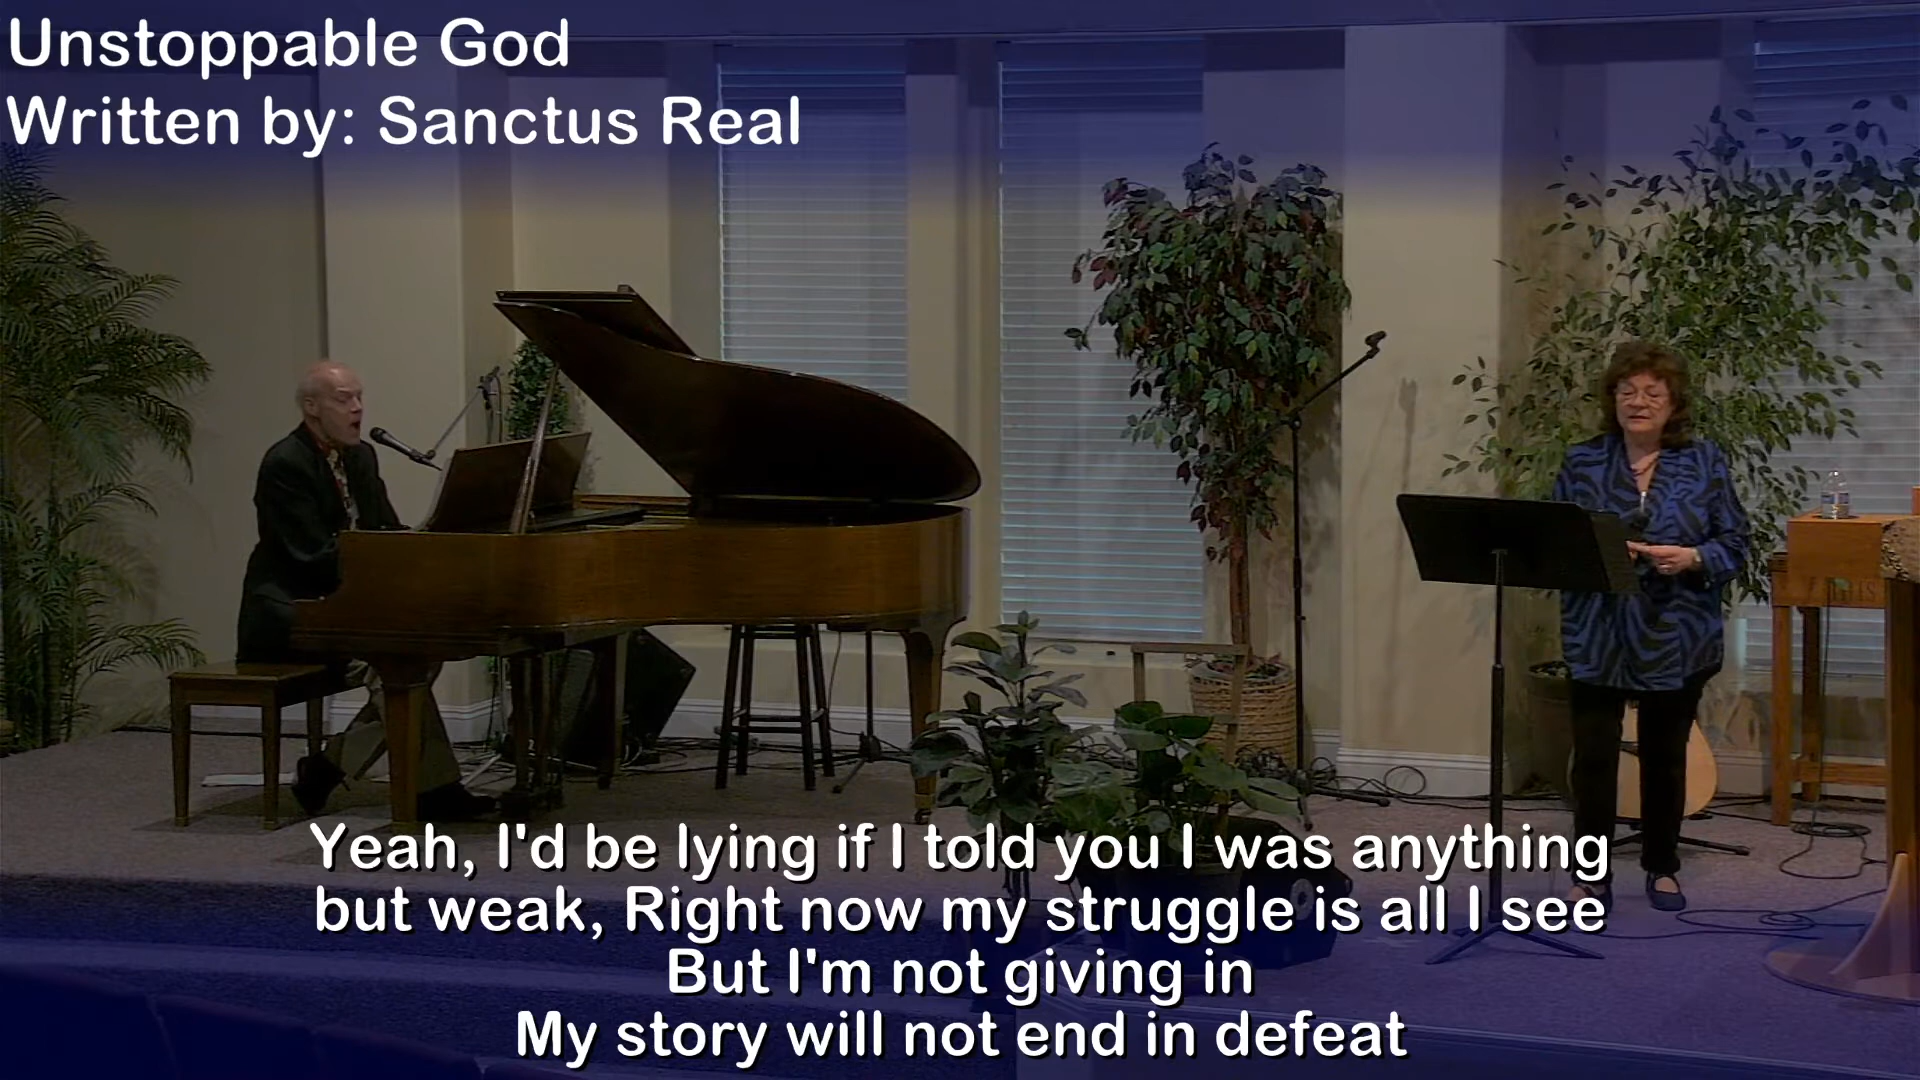 Unstoppable God
Written by: Sanctus Real
Yeah, I'd be lying if I told you I was anything
but weak, Right now my struggle is all I see
But I'm not giving in
My story will not end in defeat